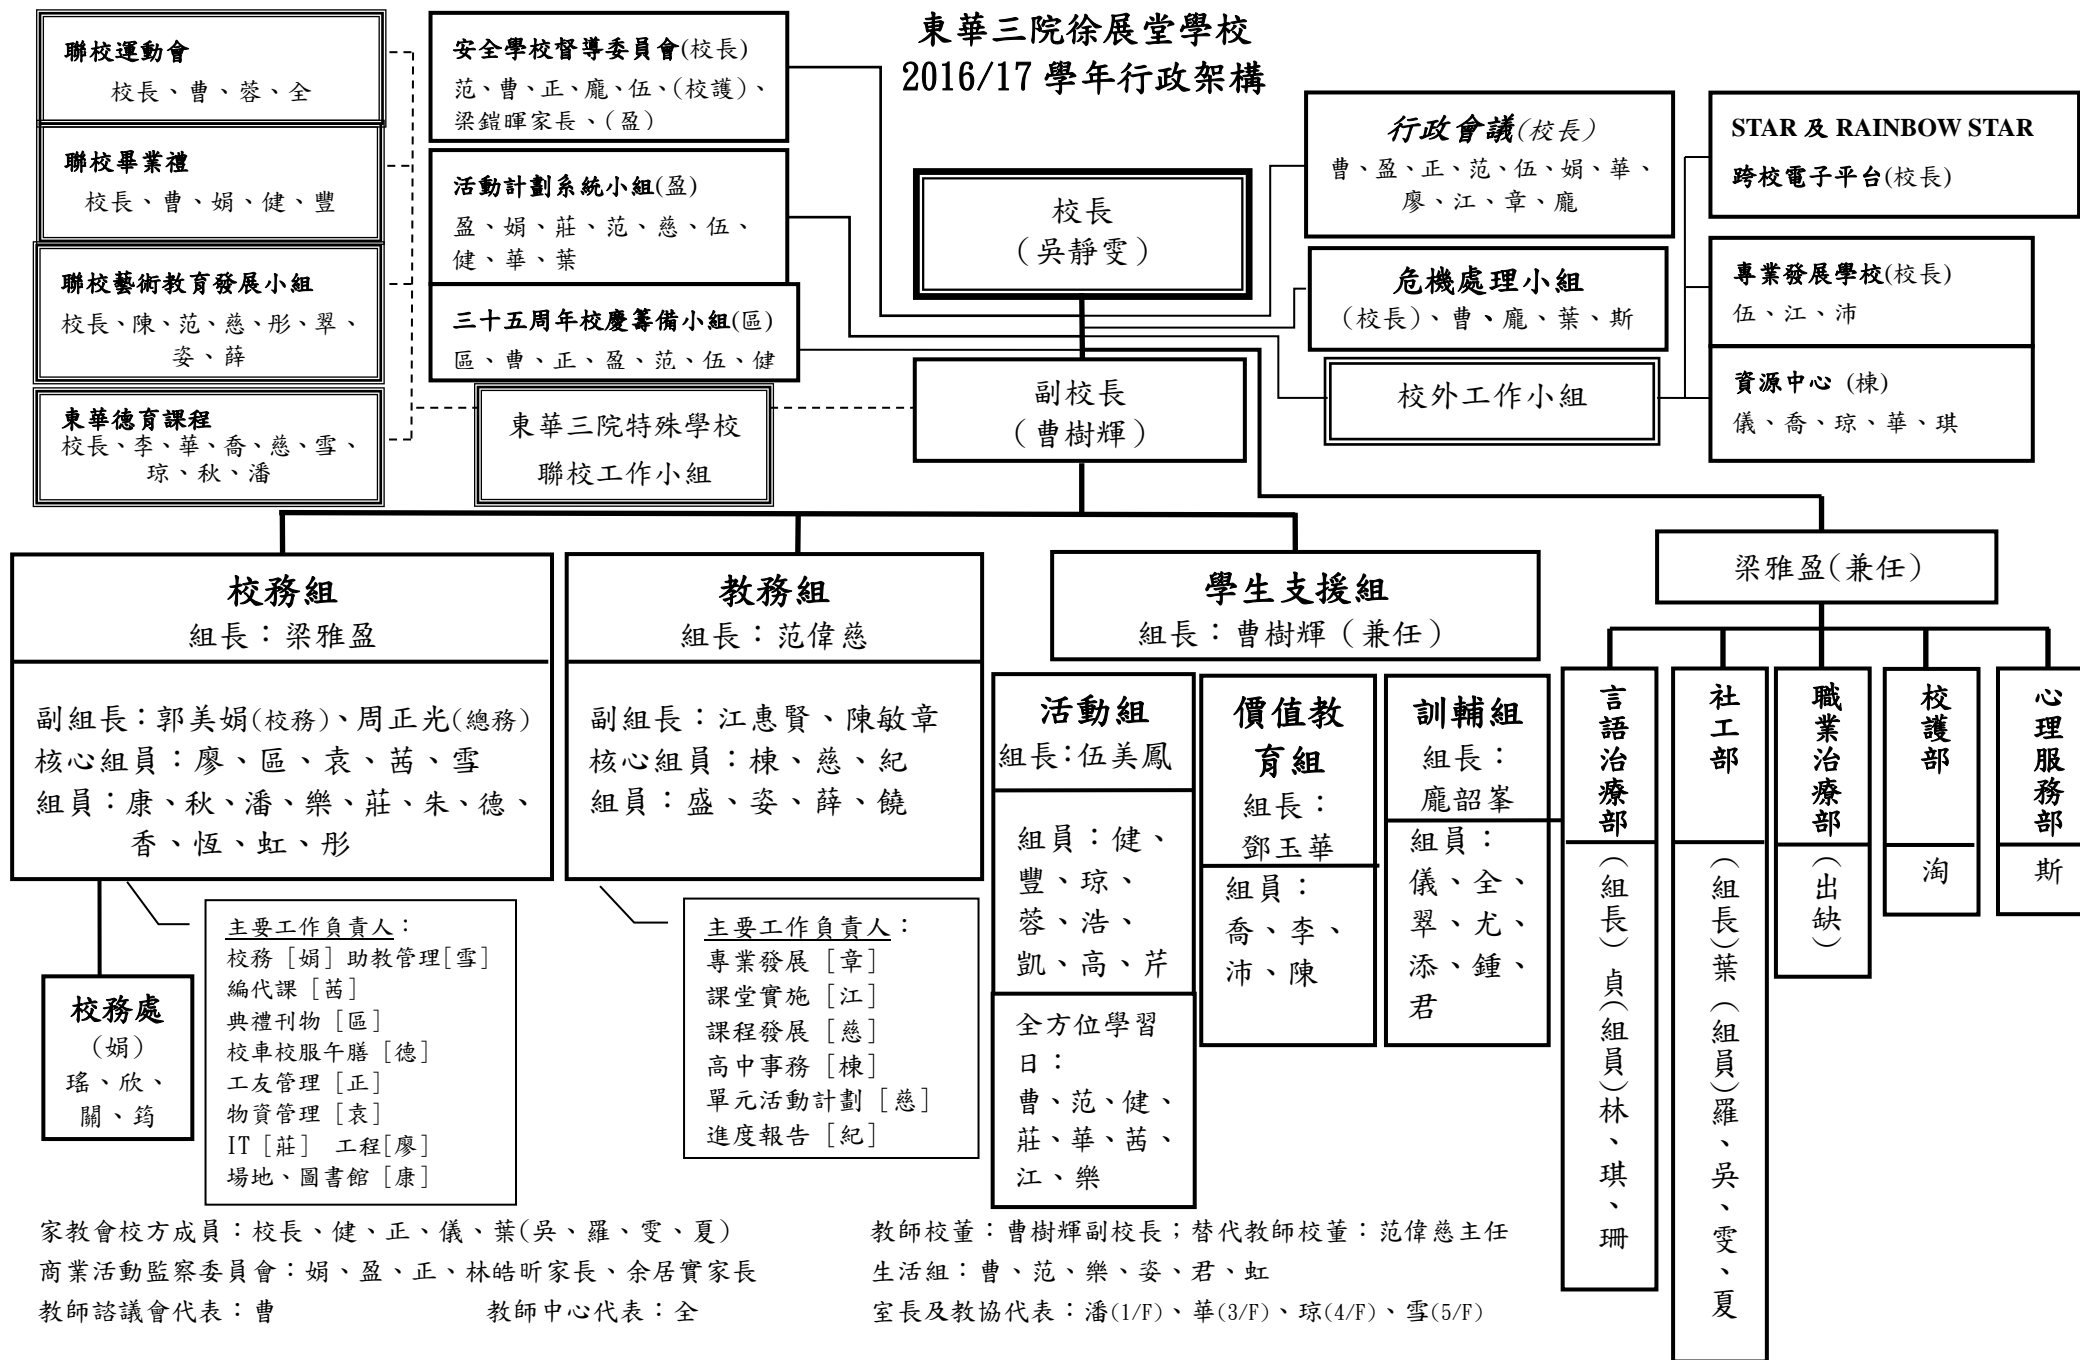 東華三院徐展堂學校
2016/17 學年行政架構
聯校運動會
校長、曹、蓉、全
聯校畢業禮
校長、曹、娟、健、豐
聯校藝術教育發展小組
校長、陳、范、慈、彤、翠、
姿、薛
東華德育課程
校長、李、華、喬、慈、雪、
琼、秋、潘
安全學校督導委員會(校長)
范、曹、正、龐、伍、(校護)、
梁鎧暉家長、(盈)
活動計劃系統小組(盈)
盈、娟、莊、范、慈、伍、
健、華、葉
三十五周年校慶籌備小組(區)
區、曹、正、盈、范、伍、健
東華三院特殊學校
聯校工作小組
校長
(吳靜雯)
副校長
(曹樹輝)
行政會議(校長)
曹、盈、正、范、伍、娟、華、
廖、江、章、龐
危機處理小組
(校長)、曹、龐、葉、斯
校外工作小組
STAR 及 RAINBOW STAR
跨校電子平台(校長)
專業發展學校(校長)
伍、江、沛
資源中心 (棟)
儀、喬、琼、華、琪
校務組
組長：梁雅盈
副組長：郭美娟(校務)、周正光(總務)
核心組員：廖、區、袁、茜、雪
組員：康、秋、潘、樂、莊、朱、德、
香、恆、虹、彤
校務處
(娟)
瑤、欣、
關、筠
主要工作負責人：
校務 [娟] 助教管理[雪]
編代課 [茜]
典禮刊物 [區]
校車校服午膳 [德]
工友管理 [正]
物資管理 [袁]
IT [莊] 工程[廖]
場地、圖書館 [康]
教務組
組長：范偉慈
副組長：江惠賢、陳敏章
核心組員：棟、慈、紀
組員：盛、姿、薛、饒
主要工作負責人：
專業發展 [章]
課堂實施 [江]
課程發展 [慈]
高中事務 [棟]
單元活動計劃 [慈]
進度報告 [紀]
學生支援組
組長：曹樹輝（兼任）
活動組
組長：伍美鳳
組員：健、
豐、琼、
蓉、浩、
凱、高、芹
全方位學習
日：
曹、范、健、
莊、華、茜、
江、樂
價值教
育組
組長：
鄧玉華
組員：
喬、李、
沛、陳
訓輔組
組長：
龐韶峯
組員：
儀、全、
翠、尤、
添、鍾、
君
梁雅盈(兼任)
言語治療部
(組長)貞(組員)林、琪、珊
社工部
(組長)葉(組員)羅、吳、雯、夏
職業治療部
(出缺)
校護部
淘
心理服務部
斯
家教會校方成員：校長、健、正、儀、葉(吳、羅、雯、夏)
商業活動監察委員會：娟、盈、正、林皓昕家長、余居實家長
教師諮議會代表：曹 教師中心代表：全
教師校董：曹樹輝副校長；替代教師校董：范偉慈主任
生活組：曹、范、樂、姿、君、虹
室長及教協代表：潘(1/F)、華(3/F)、琼(4/F)、雪(5/F)